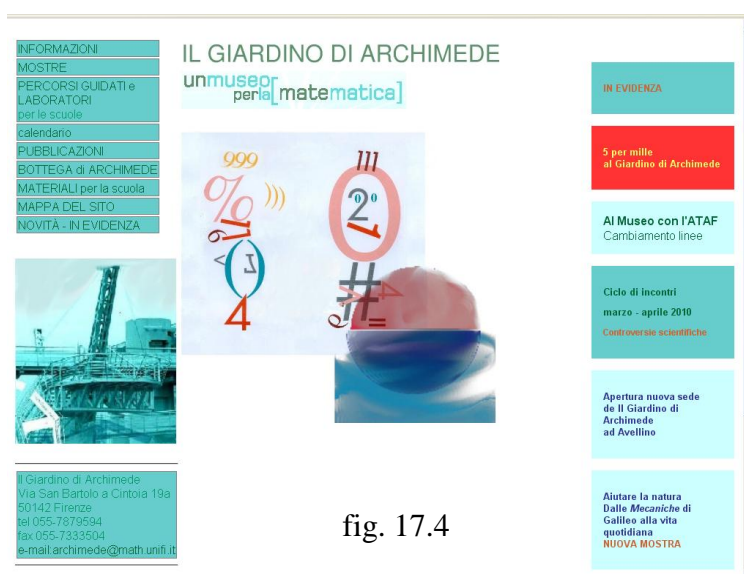 INFORMAZIONI
MOSTRE
PERCORSI GUIDATI e
LABORATORI
per le scuole
calendario
PUBBLICAZIONI
BOTTEGA di ARCHIMEDE
MATERIALI per la scuola
MAPPA DEL SITO
NOVITÀ - IN EVIDENZA
Il Giardino di Archimede
Via San Bartolo a Cintoia 19a
50142 Firenze
tel 055-7879594
fax 055-7333504
e-mail:archimede@math.unifi.it
IL GIARDINO DI ARCHIMEDE
unmuseo
perla[matematica]
999
%
)))
4
111
2°
#
fig. 17.4
IN EVIDENZA
5 per mille
al Giardino di Archimede
Al Museo con l'ATAF
Cambiamento linee
Ciclo di incontri
marzo - aprile 2010
Controversie scientifiche
Apertura nuova sede
de Il Giardino di
Archimede
ad Avellino
Aiutare la natura
Dalle Mecaniche di
Galileo alla vita
quotidiana
NUOVA MOSTRA